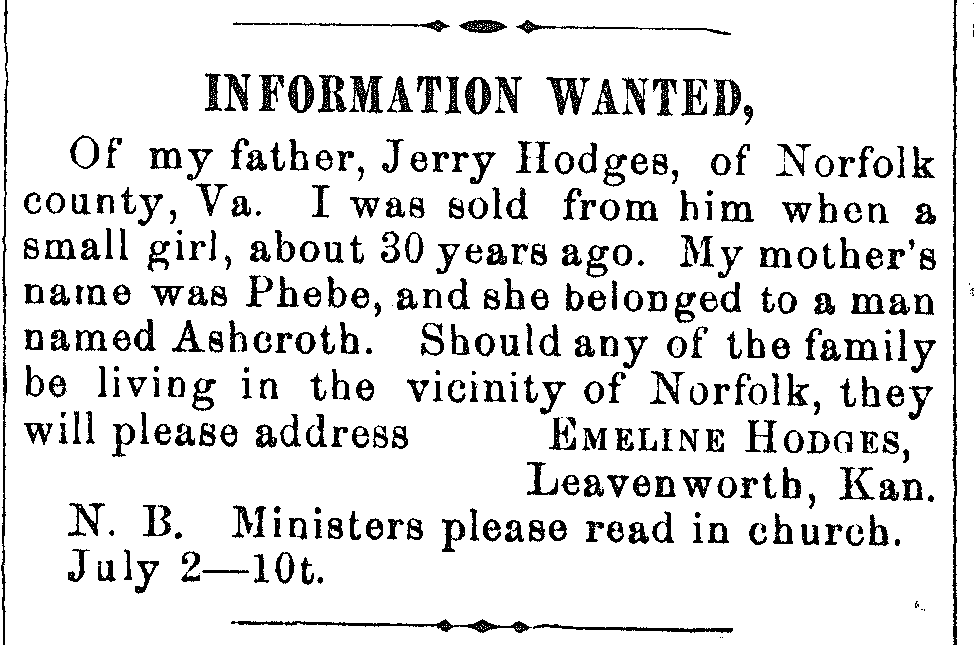 INFORMATION WANTED,
Of my father, Jerry Hodges, of Norfolk
county, Va. I was sold from him when a
small girl, about 30 years ago. My mother's
name was Phebe, and she belonged to a man
named Ashcroth. Should any of the family
be living in the vicinity of Norfolk, they
will please address EMELINE HODGES,
Leavenworth, Kan.
N. B. Ministers please read in church.
July 2—10t.